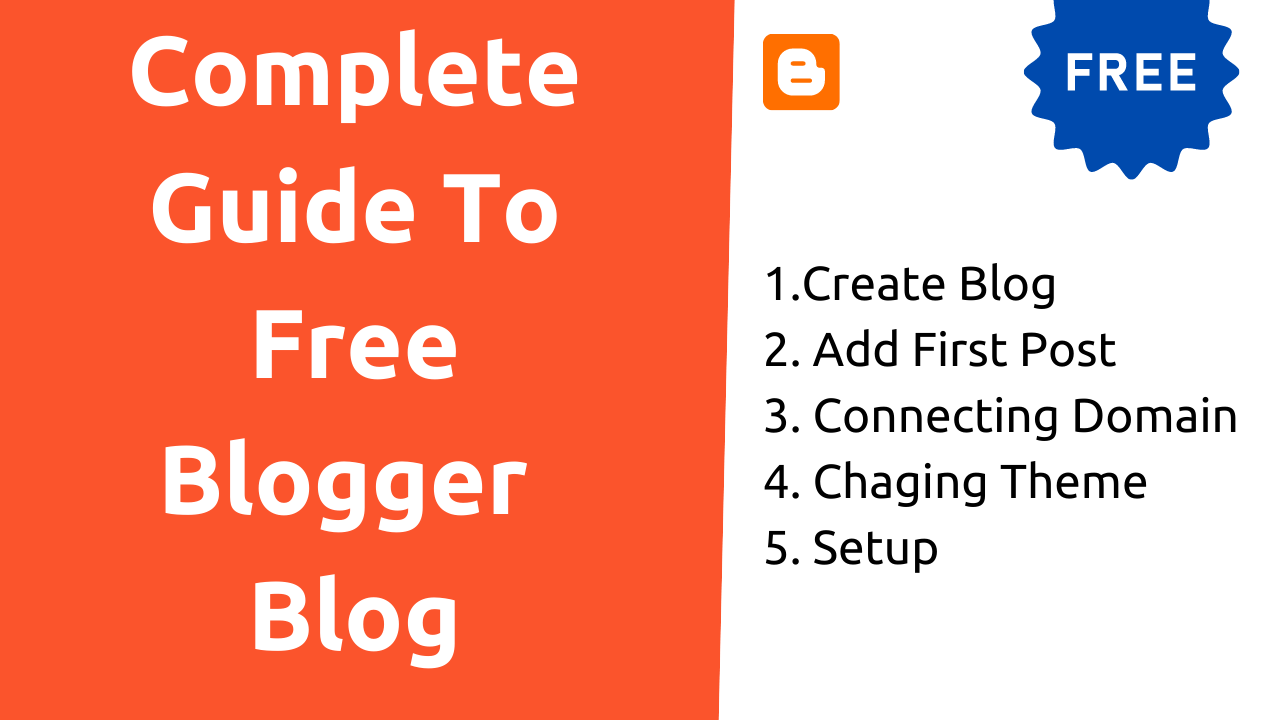 Complete
Guide To
Free
Blogger
Blog
FREE
1.Create Blog
2. Add First Post
3. Connecting Domain
4. Chaging Theme
5. Setup